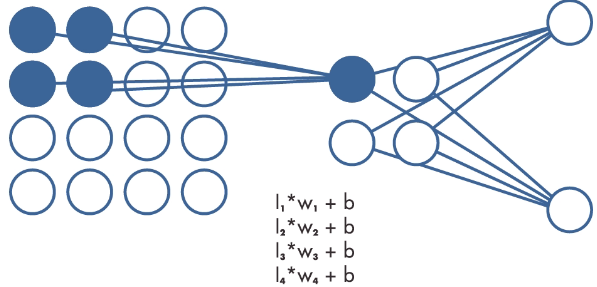 I₁*w₁ + b
I₂*w₂ + b
I₃*w₃ + b
I₄*w₄ + b